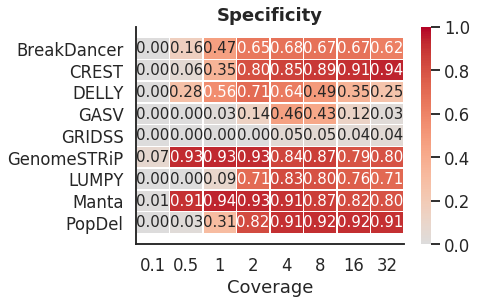 Specificity
BreakDancer 0.00 0.16 0.47 0.65 0.68 0.67 0.67 0.62
CREST 0.00 0.06 0.35 0.80 0.85 0.89 0.91 0.94
DELLY 0.00 0.28 0.56 0.71 0.64 0.49 0.35 0.25
GASV 0.00 0.00 0.03 0.14 0.46 0.43 0.12 0.03
GRIDSS 0.00 0.00 0.00 0.00 0.05 0.05 0.04 0.04
GenomeSTRiP 0.07 0.93 0.93 0.93 0.84 0.87 0.79 0.80
LUMPY 0.00 0.00 0.09 0.71 0.83 0.80 0.76 0.71
Manta 0.01 0.91 0.94 0.93 0.91 0.87 0.82 0.80
PopDel 0.00 0.03 0.31 0.82 0.91 0.92 0.92 0.91
0.1 0.5 1 2 4 8 16 32
Coverage
1.0
0.8
0.6
0.4
0.2
0.0